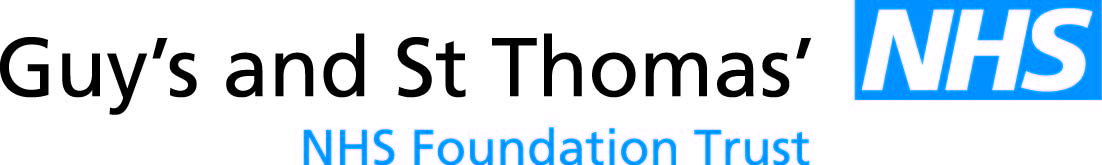 Guy’s and St Thomas’ NHS
NHS Foundation Trust